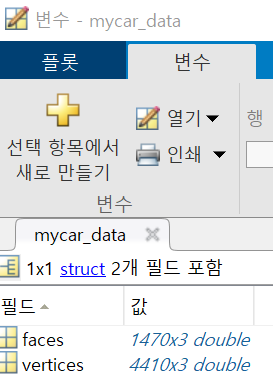 변수 - mycar_data
플롯 변수
선택 항목에서
새로 만들기
열기
인쇄
행
변수
mycar_data
1x1 struct 2개 필드 포함
필드 값
faces 1470x3 double
vertices 4410x3 double